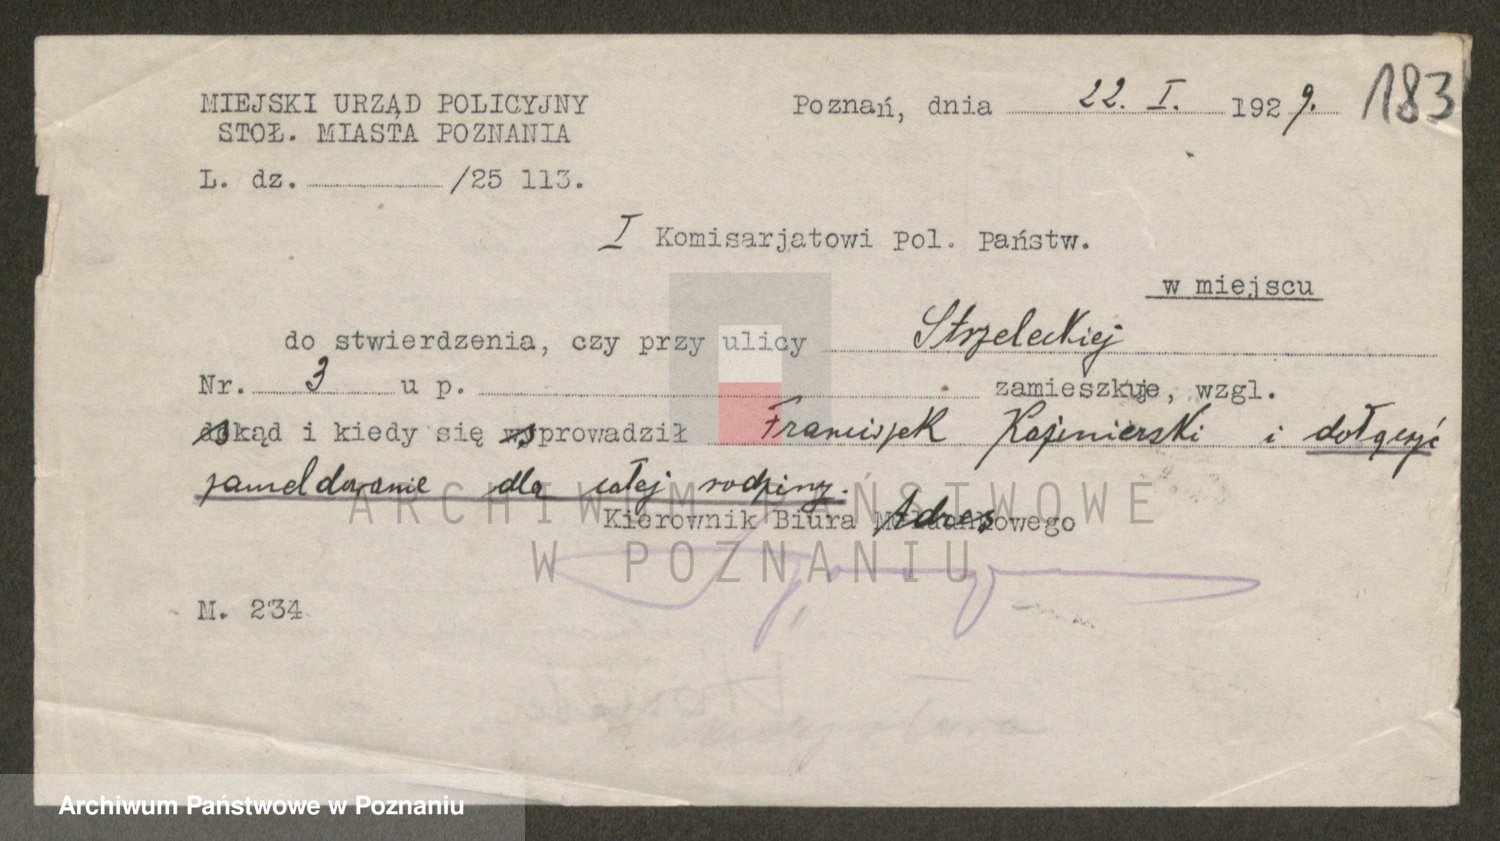 MIEJSKI URZĄD POLICYJNY
STOŁ. MIASTA POZNANIA
Poznań, dnia 22. I. 1929.
183
L. dz. /25 113.
I Komisarjatowi Pol. Państw.
w miejscu
do stwierdzenia, czy przy ulicy Strzeleckiej
Nr. 3 u p. zamieszkuje, wzgl.
skąd i kiedy się sprowadził Franciszek Kaźmierski i dołączyć
zameldowanie dla całej rodziny.
Kierownik Biura Adresowego
M. 234
ARCHIWUM PAŃSTWOWE
W POZNANIU
Archiwum Państwowe w Poznaniu